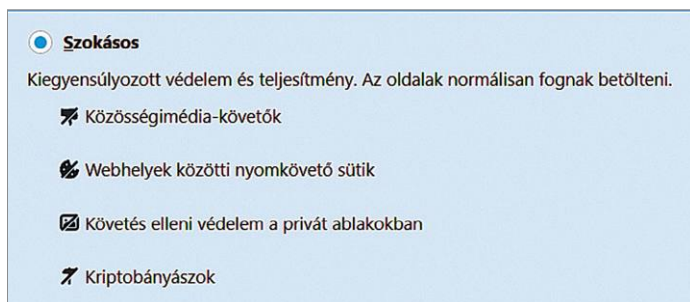 Szokásos
Kiegyensúlyozott védelem és teljesítmény. Az oldalak normálisan fognak betölteni.
Közösségimédia-követők
Webhelyek közötti nyomkövető sütik
Követés elleni védelem a privát ablakokban
Kriptobányászok